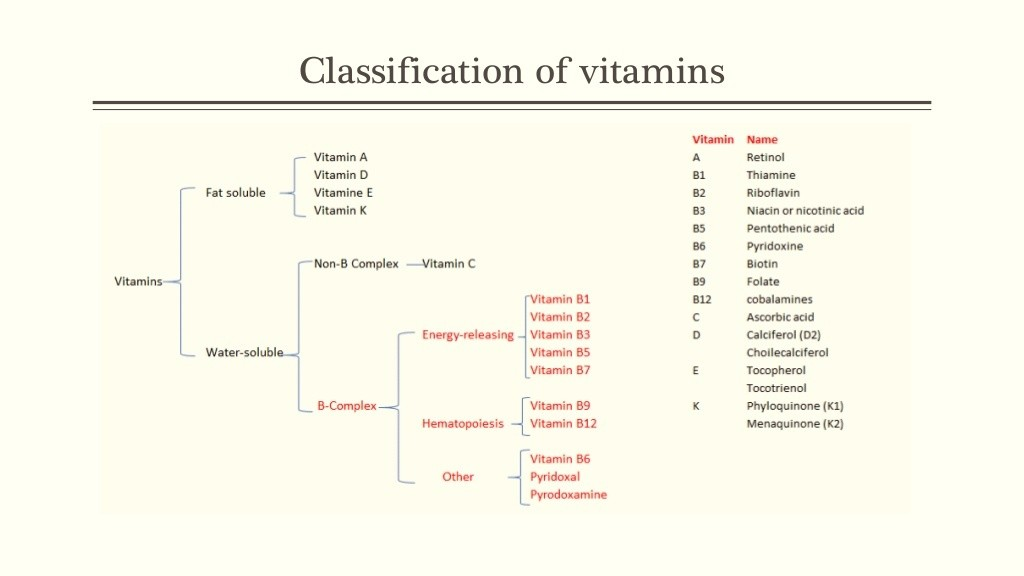 Classification of vitamins
Vitamins
Fat soluble
Vitamin A
Vitamin D
Vitamine E
Vitamin K
Water-soluble
Non-B Complex
Vitamin C
B-Complex
Energy-releasing
Vitamin B1
Vitamin B2
Vitamin B3
Vitamin B5
Vitamin B7
Hematopoiesis
Vitamin B9
Vitamin B12
Other
Vitamin B6
Pyridoxal
Pyrodoxamine
Vitamin Name
A Retinol
B1 Thiamine
B2 Riboflavin
B3 Niacin or nicotinic acid
B5 Pentothenic acid
B6 Pyridoxine
B7 Biotin
B9 Folate
B12 cobalamines
C Ascorbic acid
D Calciferol (D2)
Choilecalciferol
E Tocopherol
Tocotrienol
K Phyloquinone (K1)
Menaquinone (K2)